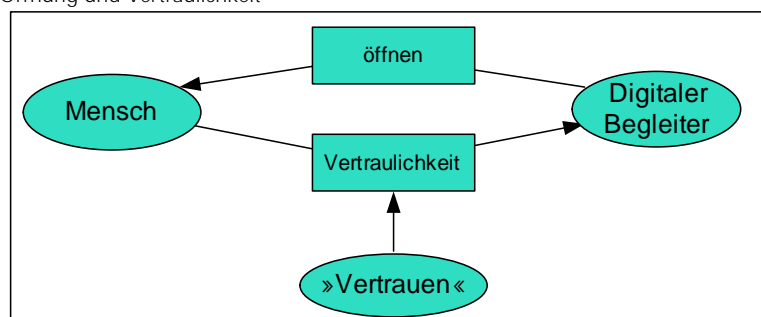 Öffnung und Vertraulichkeit
öffnen
Mensch
Digitaler
Begleiter
Vertraulichkeit
»Vertrauen«